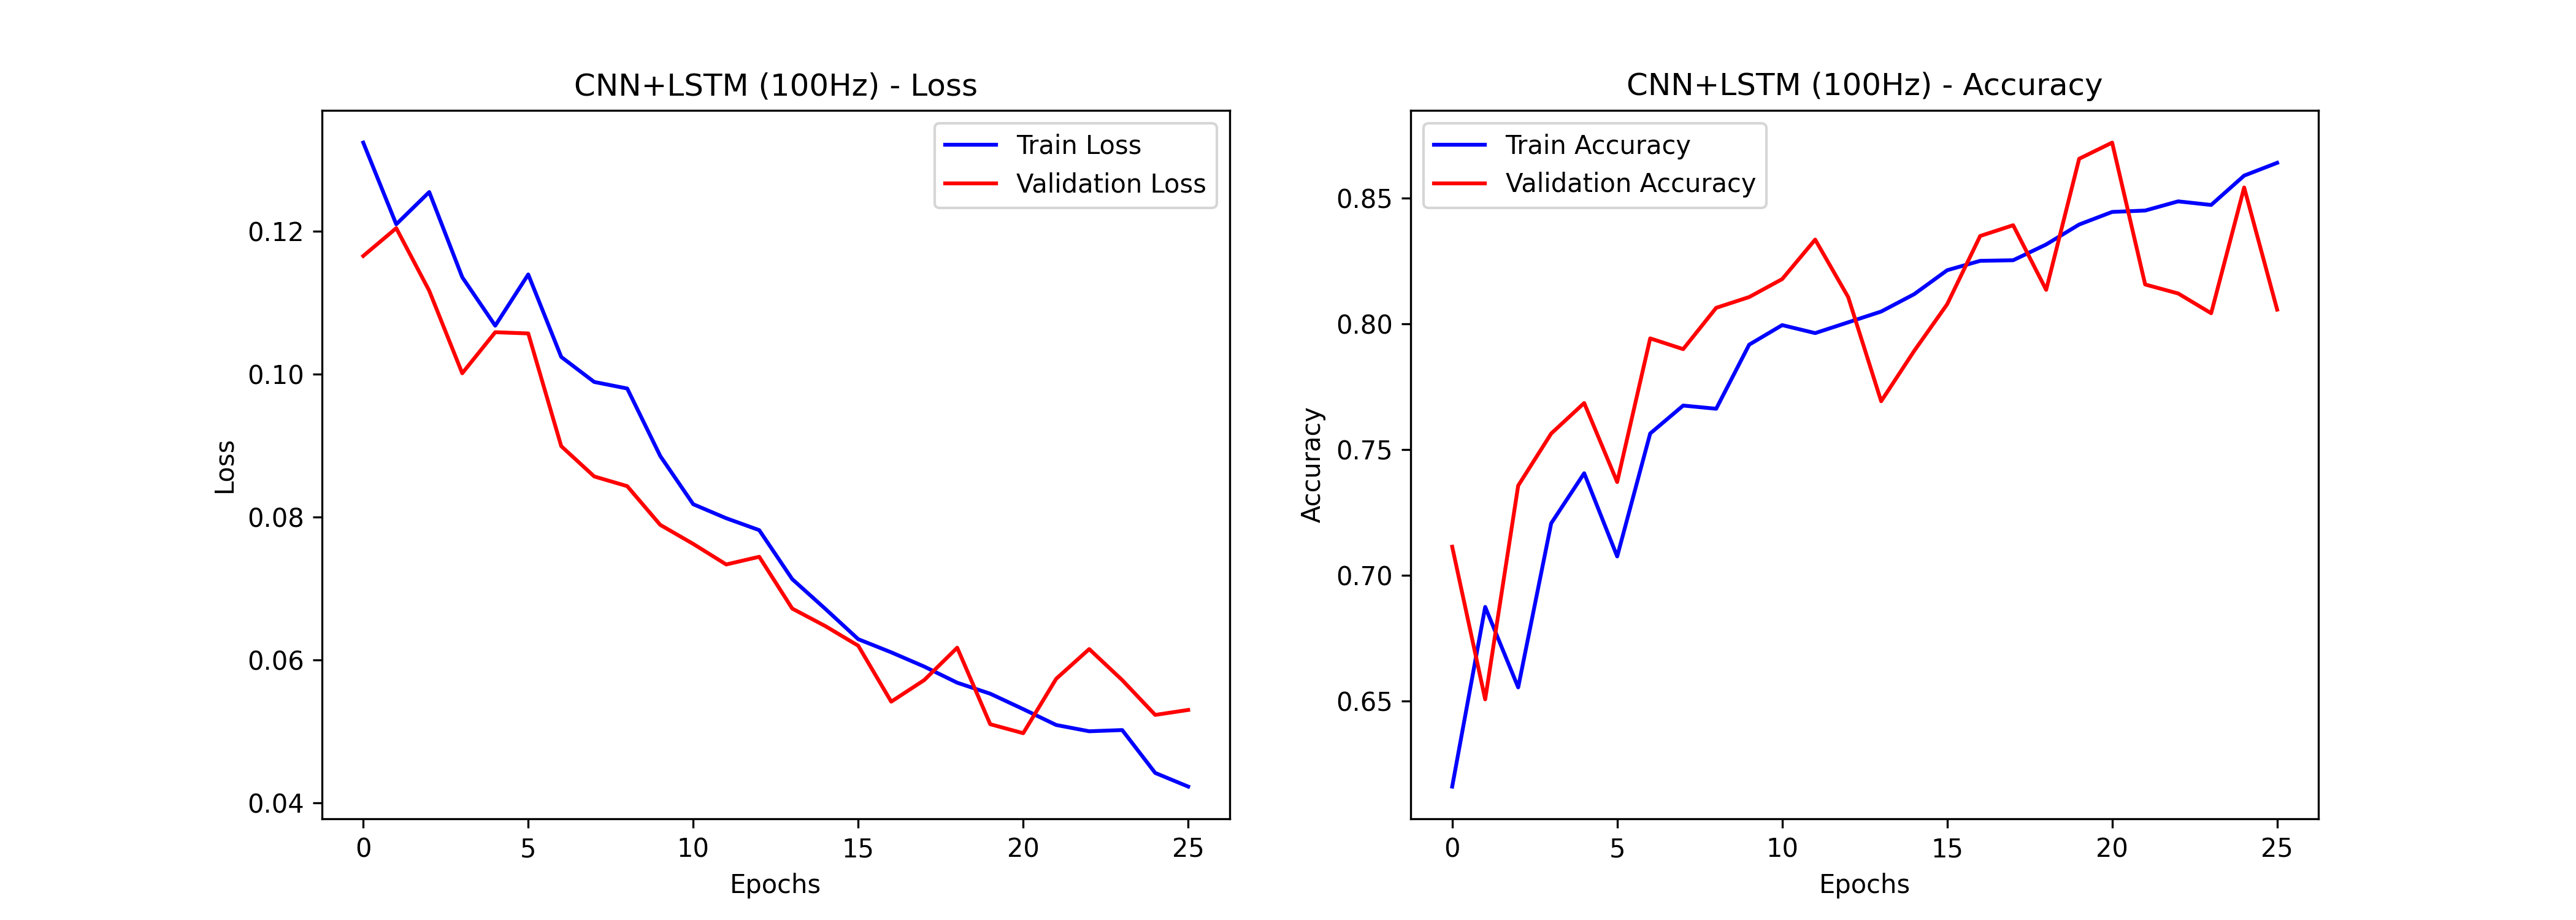 CNN+LSTM (100Hz) - Loss
Train Loss
Validation Loss
0.12
0.10
0.08
0.06
0.04
Loss
0 5 10 15 20 25
Epochs
CNN+LSTM (100Hz) - Accuracy
Train Accuracy
Validation Accuracy
0.85
0.80
0.75
0.70
0.65
Accuracy
0 5 10 15 20 25
Epochs